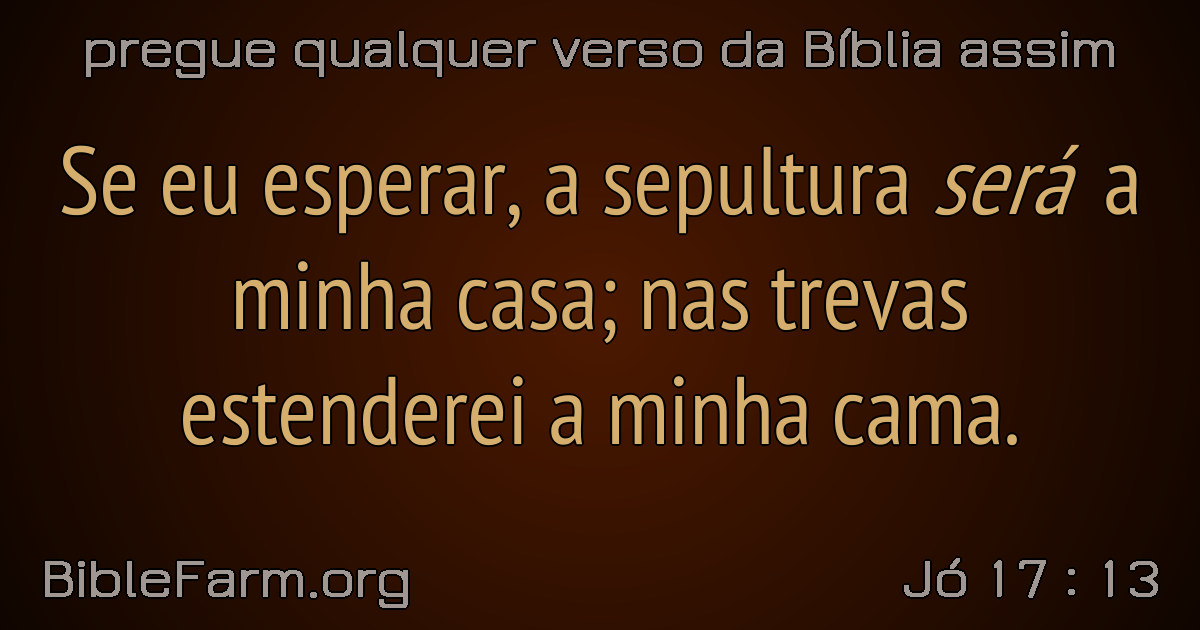 pregue qualquer verso da Bíblia assim
Se eu esperar, a sepultura será a
minha casa; nas trevas
estenderei a minha cama.
BibleFarm.org
Jó 17 : 13